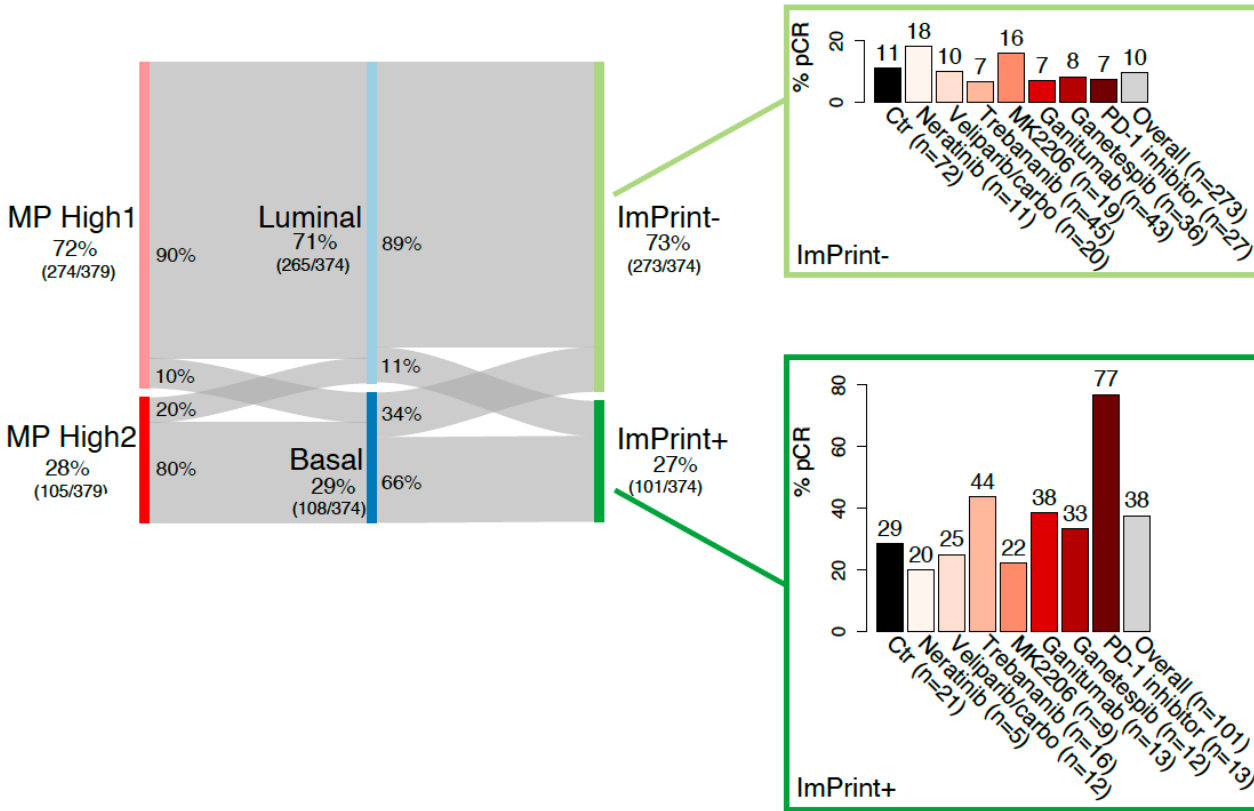 MP High1
72%
(274/379)
90%
10%
20%
MP High2
28%
(105/379)
80%
Luminal
71%
(265/374)
89%
11%
34%
Basal
29%
(108/374)
66%
ImPrint-
73%
(273/374)
ImPrint+
27%
(101/374)
% pCR
20
0
11
18
10
7
16
7
8
7
10
Ctr (n=72)
Neratinib (n=11)
Veliparib/carbo (n=20)
Trebananib (n=45)
MK2206 (n=19)
Ganitumab (n=43)
Ganetespib (n=36)
PD-1 inhibitor (n=27)
Overall (n=273)
ImPrint-
% pCR
80
60
40
20
0
29
20
25
44
22
38
33
77
38
Ctr (n=21)
Neratinib (n=5)
Veliparib/carbo (n=12)
Trebananib (n=16)
MK2206 (n=9)
Ganitumab (n=13)
Ganetespib (n=12)
PD-1 inhibitor (n=13)
Overall (n=101)
ImPrint+